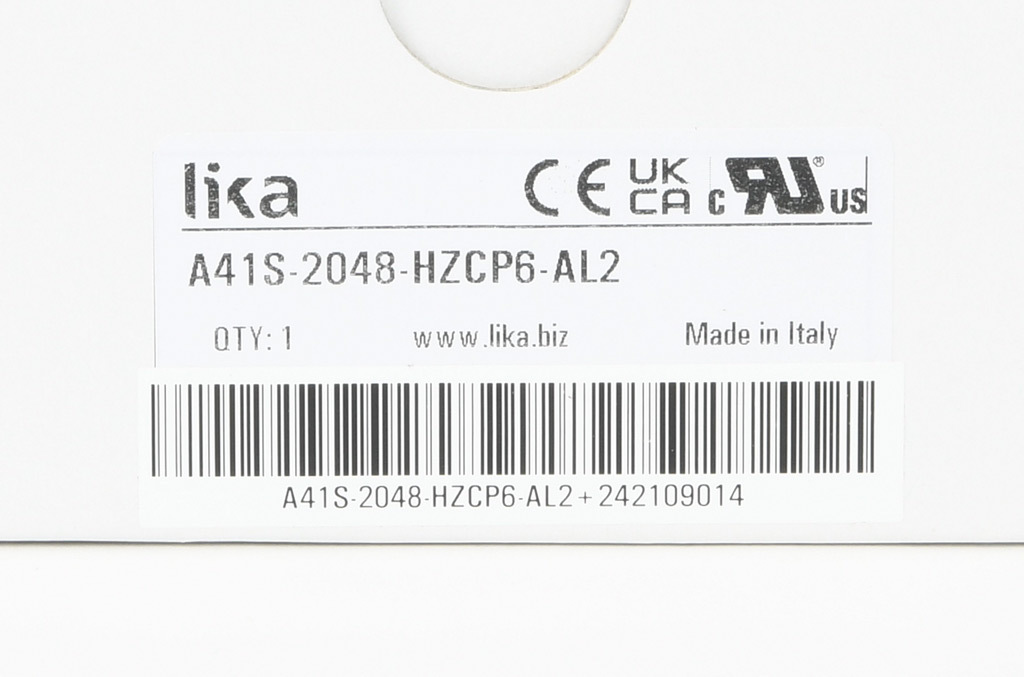 lika CE UK CA c RU ® US
A41S-2048-HZCP6-AL2
QTY: 1 www.lika.biz Made in Italy
A41S-2048-HZCP6-AL2+242109014